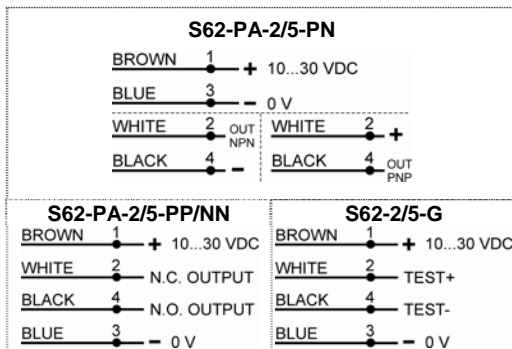 S62-PA-2/5-PN
BROWN 1 + 10...30 VDC
BLUE 3 - 0 V
WHITE 2 OUT NPN
BLACK 4 -
WHITE 2 +
BLACK 4 OUT PNP
S62-PA-2/5-PP/NN
BROWN 1 + 10...30 VDC
WHITE 2 N.C. OUTPUT
BLACK 4 N.O. OUTPUT
BLUE 3 - 0 V
S62-2/5-G
BROWN 1 + 10...30 VDC
WHITE 2 TEST+
BLACK 4 TEST-
BLUE 3 - 0 V